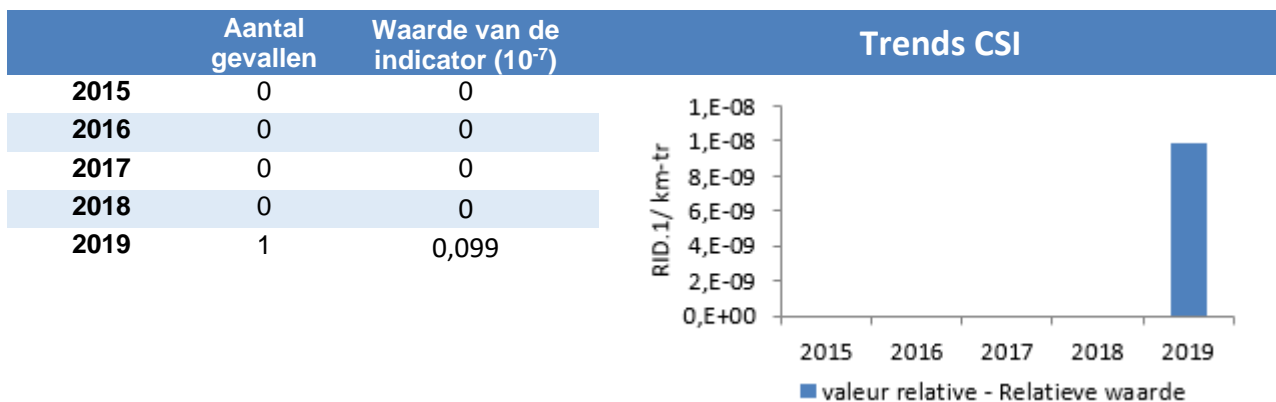 Aantal gevallen
Waarde van de indicator (10-7)
Trends CSI
2015 0 0
2016 0 0
2017 0 0
2018 0 0
2019 1 0,099
1,E-08
1,E-08
8,E-09
6,E-09
4,E-09
2,E-09
0,E+00
RID.1/ km-tr
2015 2016 2017 2018 2019
valeur relative - Relatieve waarde